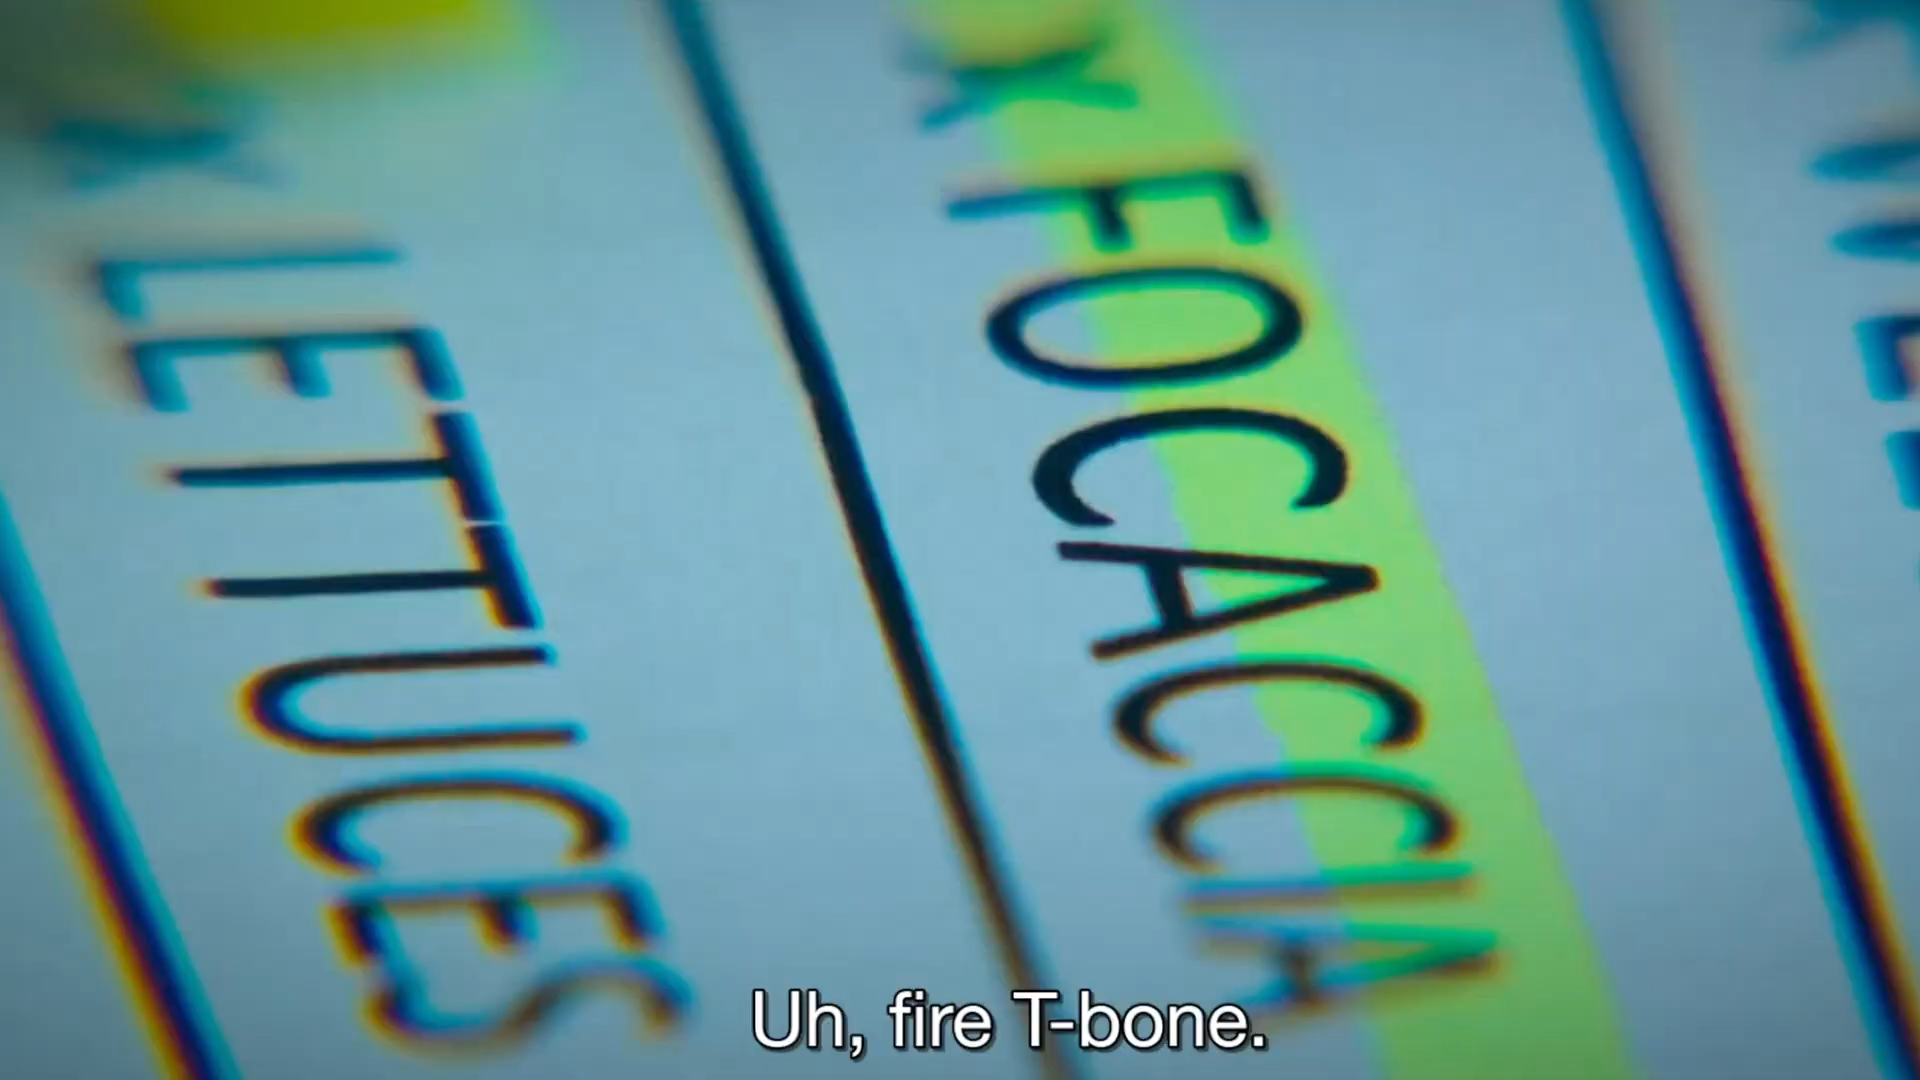 X LETTUCES
X FOCACCIA
Uh, fire T-bone.